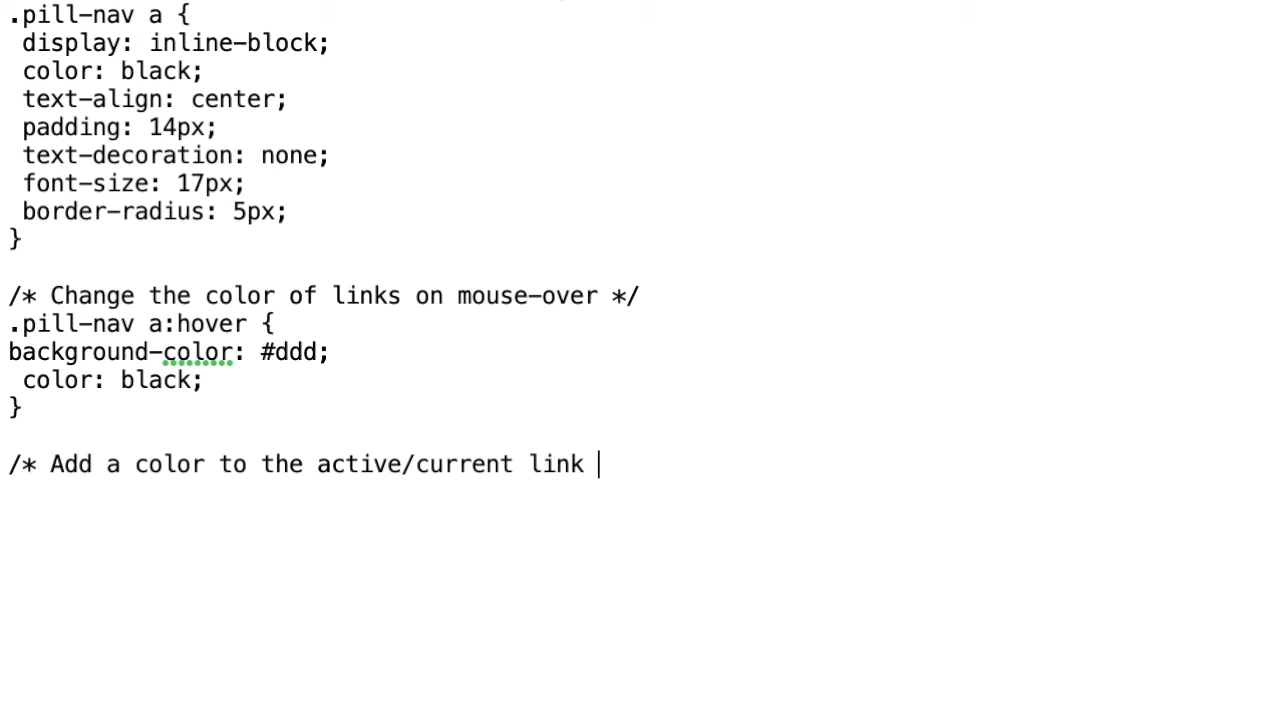 .pill-nav a {
 display: inline-block;
 color: black;
 text-align: center;
 padding: 14px;
 text-decoration: none;
 font-size: 17px;
 border-radius: 5px;
}

/* Change the color of links on mouse-over */
.pill-nav a:hover {
background-color: #ddd;
 color: black;
}

/* Add a color to the active/current link